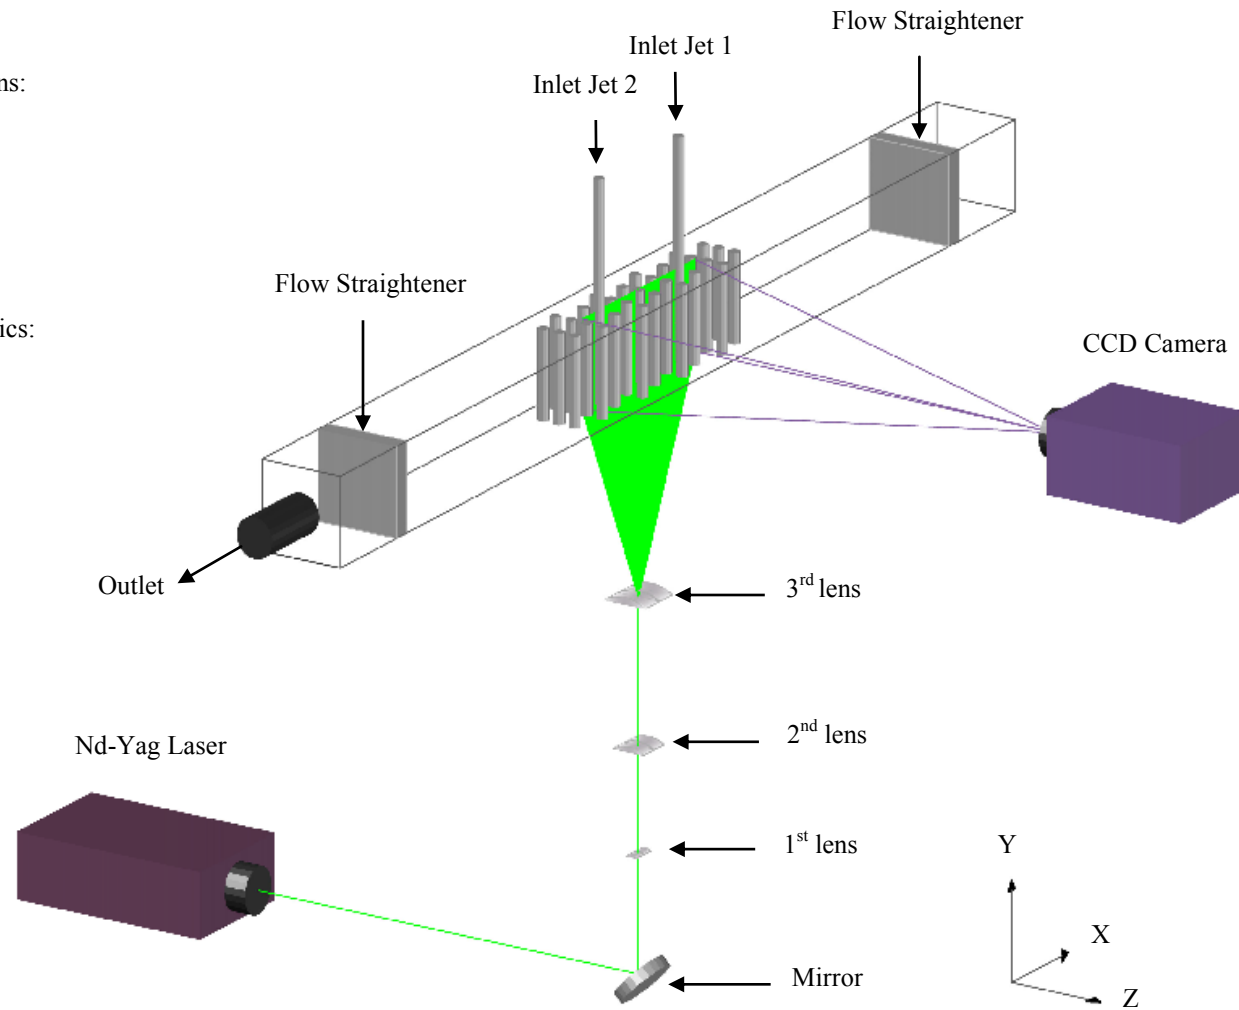 Flow Straightener
Inlet Jet 1
Inlet Jet 2
ns:
Flow Straightener
ics:
CCD Camera
Outlet
3rd lens
2nd lens
Nd-Yag Laser
1st lens
Y
X
Mirror
Z